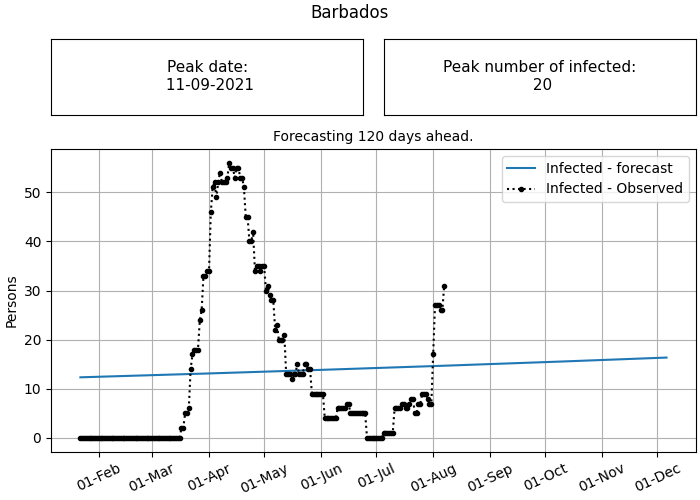 Barbados
Peak date:
11-09-2021
Peak number of infected:
20
Forecasting 120 days ahead.
Infected - forecast
Infected - Observed
Persons
50
40
30
20
10
0
01-Feb
01-Mar
01-Apr
01-May
01-Jun
01-Jul
01-Aug
01-Sep
01-Oct
01-Nov
01-Dec